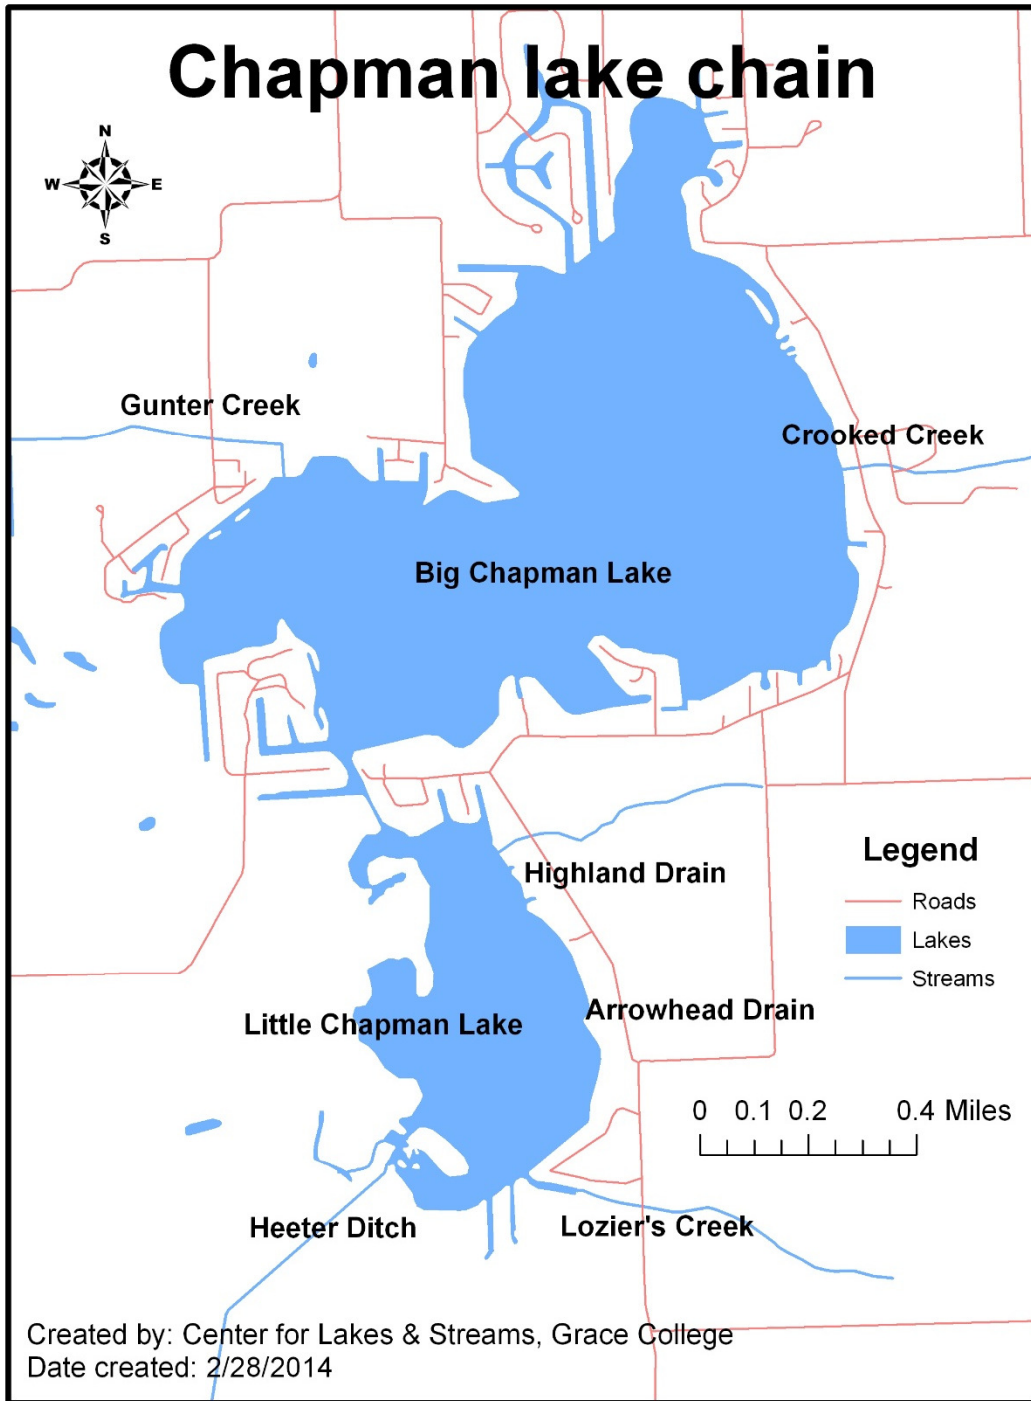 Chapman lake chain
N
W E
S
Gunter Creek
Crooked Creek
Big Chapman Lake
Highland Drain
Legend
Roads
Lakes
Streams
Little Chapman Lake
Arrowhead Drain
0 0.1 0.2 0.4 Miles
Heeter Ditch
Lozier's Creek
Created by: Center for Lakes & Streams, Grace College
Date created: 2/28/2014